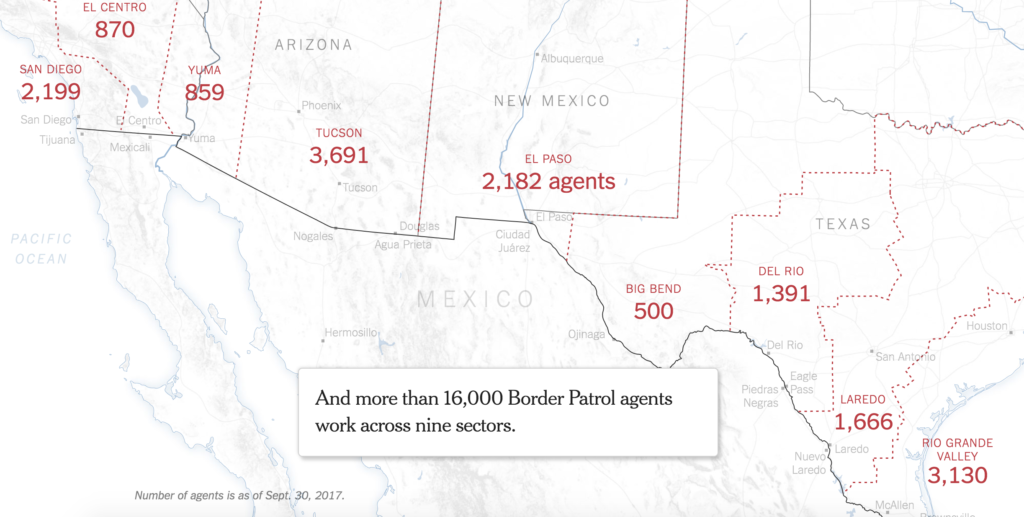 EL CENTRO
870
ARIZONA
SAN DIEGO
2,199
YUMA
859
Albuquerque
NEW MEXICO
Phoenix
San Diego
El Centro
TUCSON
3,691
Tijuana
Mexicali
Yuma
EL PASO
2,182 agents
Tucson
TEXAS
El Paso
Douglas
Nogales
Agua Prieta
Ciudad
Juárez
PACIFIC
OCEAN
DEL RIO
1,391
BIG BEND
500
MEXICO
Hermosillo
Ojinaga
Houston
Del Rio
San Antonio
Eagle
Pass
Piedras
Negras
And more than 16,000 Border Patrol agents
work across nine sectors.
LAREDO
1,666
RIO GRANDE
VALLEY
3,130
Laredo
Nuevo
Laredo
Number of agents is as of Sept. 30, 2017.
McAllen